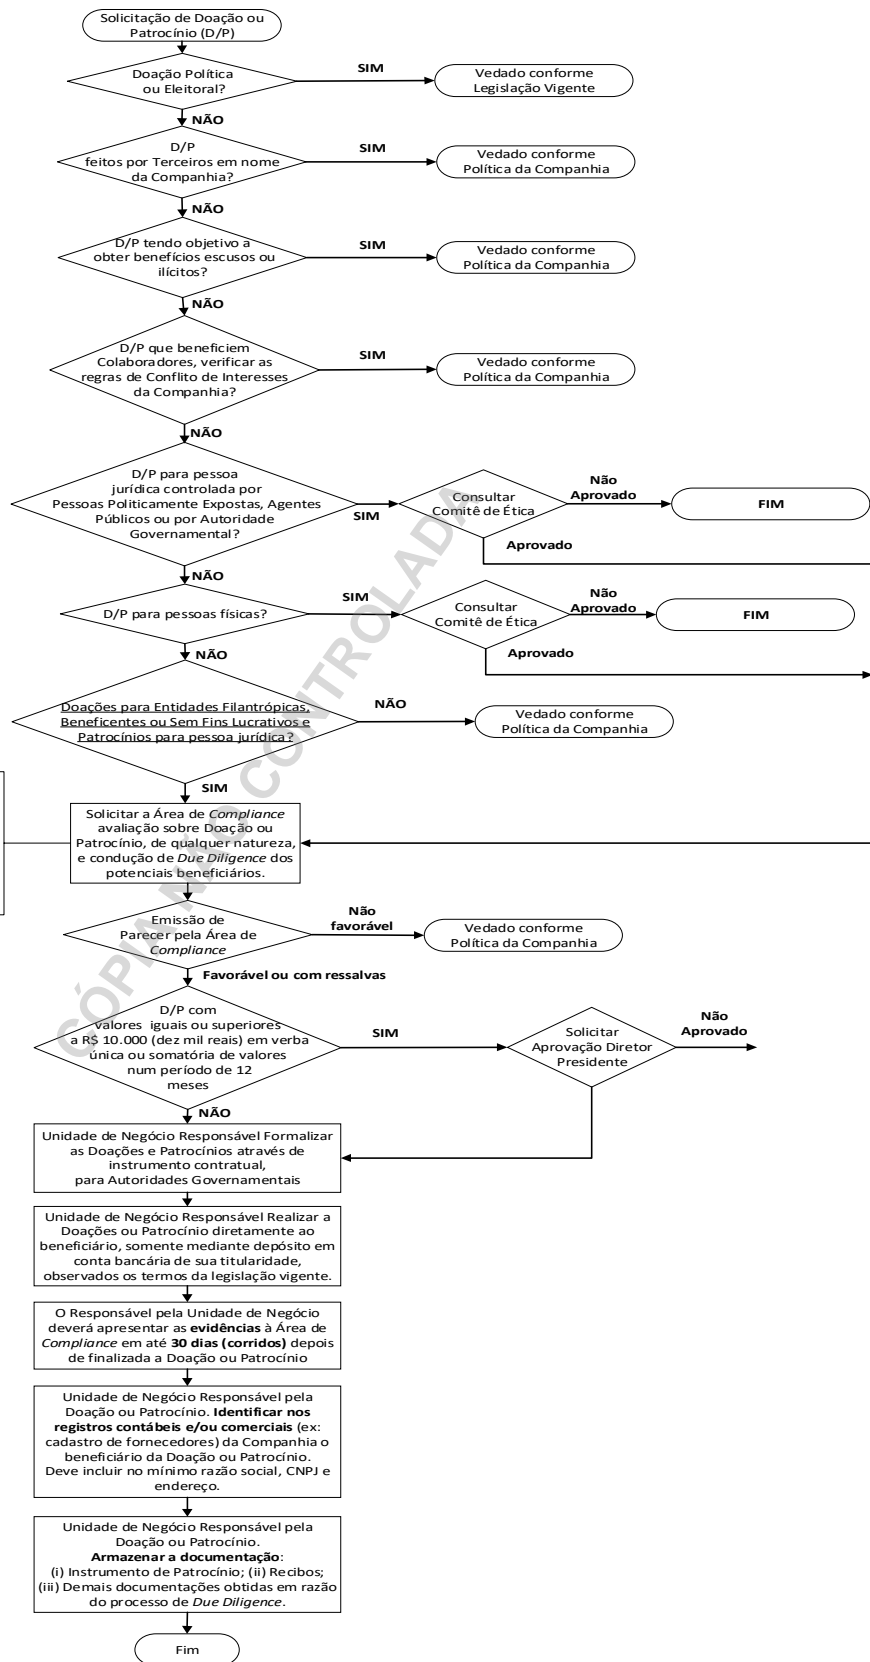 Solicitação de Doação ou
Patrocínio (D/P)
Doação Política
ou Eleitoral?
SIM
Vedado conforme
Legislação Vigente
NÃO
D/P
feitos por Terceiros em nome
da Companhia?
SIM
Vedado conforme
Política da Companhia
NÃO
D/P tendo objetivo a
obter benefícios escusos ou
ilícitos?
SIM
Vedado conforme
Política da Companhia
NÃO
D/P que beneficiem
Colaboradores, verificar as
regras de Conflito de Interesses
da Companhia?
SIM
Vedado conforme
Política da Companhia
NÃO
D/P para pessoa
jurídica controlada por
Pessoas Politicamente Expostas, Agentes
Públicos ou por Autoridade
Governamental?
SIM
Consultar
Comitê de Ética
Não
Aprovado
FIM
Aprovado
NÃO
D/P para pessoas físicas?
SIM
Consultar
Comitê de Ética
Não
Aprovado
FIM
Aprovado
NÃO
Doações para Entidades Filantrópicas,
Beneficentes ou Sem Fins Lucrativos e
Patrocínios para pessoa jurídica?
NÃO
Vedado conforme
Política da Companhia
SIM
Solicitar a Área de Compliance
avaliação sobre Doação ou
Patrocínio, de qualquer natureza,
e condução de Due Diligence dos
potenciais beneficiários.
Emissão de
Parecer pela Área de
Compliance
Não
favorável
Vedado conforme
Política da Companhia
Favorável ou com ressalvas
D/P com
valores iguais ou superiores
a R$ 10.000 (dez mil reais) em verba
única ou somatória de valores
num período de 12
meses
SIM
Solicitar
Aprovação Diretor
Presidente
Não
Aprovado
NÃO
Unidade de Negócio Responsável Formalizar
as Doações e Patrocínios através de
instrumento contratual,
para Autoridades Governamentais
Unidade de Negócio Responsável Realizar a
Doações ou Patrocínio diretamente ao
beneficiário, somente mediante depósito em
conta bancária de sua titularidade,
observados os termos da legislação vigente.
O Responsável pela Unidade de Negócio
deverá apresentar as evidências à Área de
Compliance em até 30 dias (corridos) depois
de finalizada a Doação ou Patrocínio
Unidade de Negócio Responsável pela
Doação ou Patrocínio. Identificar nos
registros contábeis e/ou comerciais (ex:
cadastro de fornecedores) da Companhia o
beneficiário da Doação ou Patrocínio.
Deve incluir no mínimo razão social, CNPJ e
endereço.
Unidade de Negócio Responsável pela
Doação ou Patrocínio.
Armazenar a documentação:
(i) Instrumento de Patrocínio; (ii) Recibos;
(iii) Demais documentações obtidas em razão
do processo de Due Diligence.
Fim
CÓPIA NÃO CONTROLADA